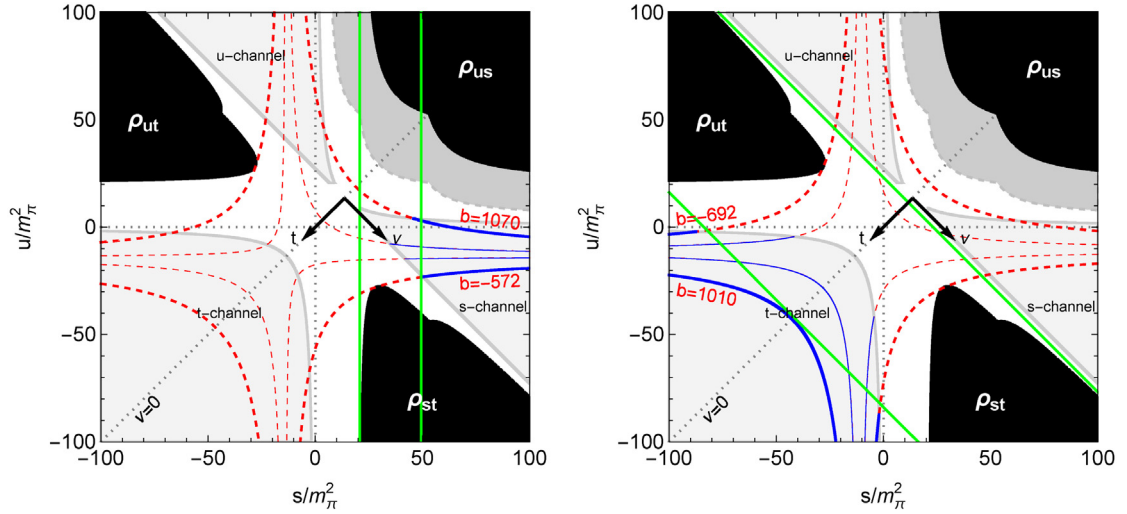 100
50
0
−50
−100
u/m²π
−100
−50
0
50
100
s/m²π
u−channel
ρus
ρut
b=1070
t
ν
b=−572
s−channel
t−channel
ν=0
ρst
100
50
0
−50
−100
u/m²π
−100
−50
0
50
100
s/m²π
u−channel
ρus
ρut
b=−692
t
ν
b=1010
s−channel
t−channel
ν=0
ρst